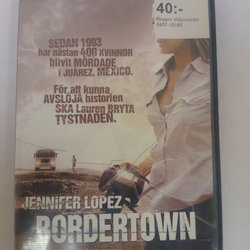 40:-
SEDAN 1993
har nästan 400 KVINNOR
blivit MÖRDADE
i JUÁREZ, MEXICO.
För att kunna
AVSLÖJA historien
SKA Lauren BRYTA
TYSTNADEN.
JENNIFER LOPEZ
BORDERTOWN